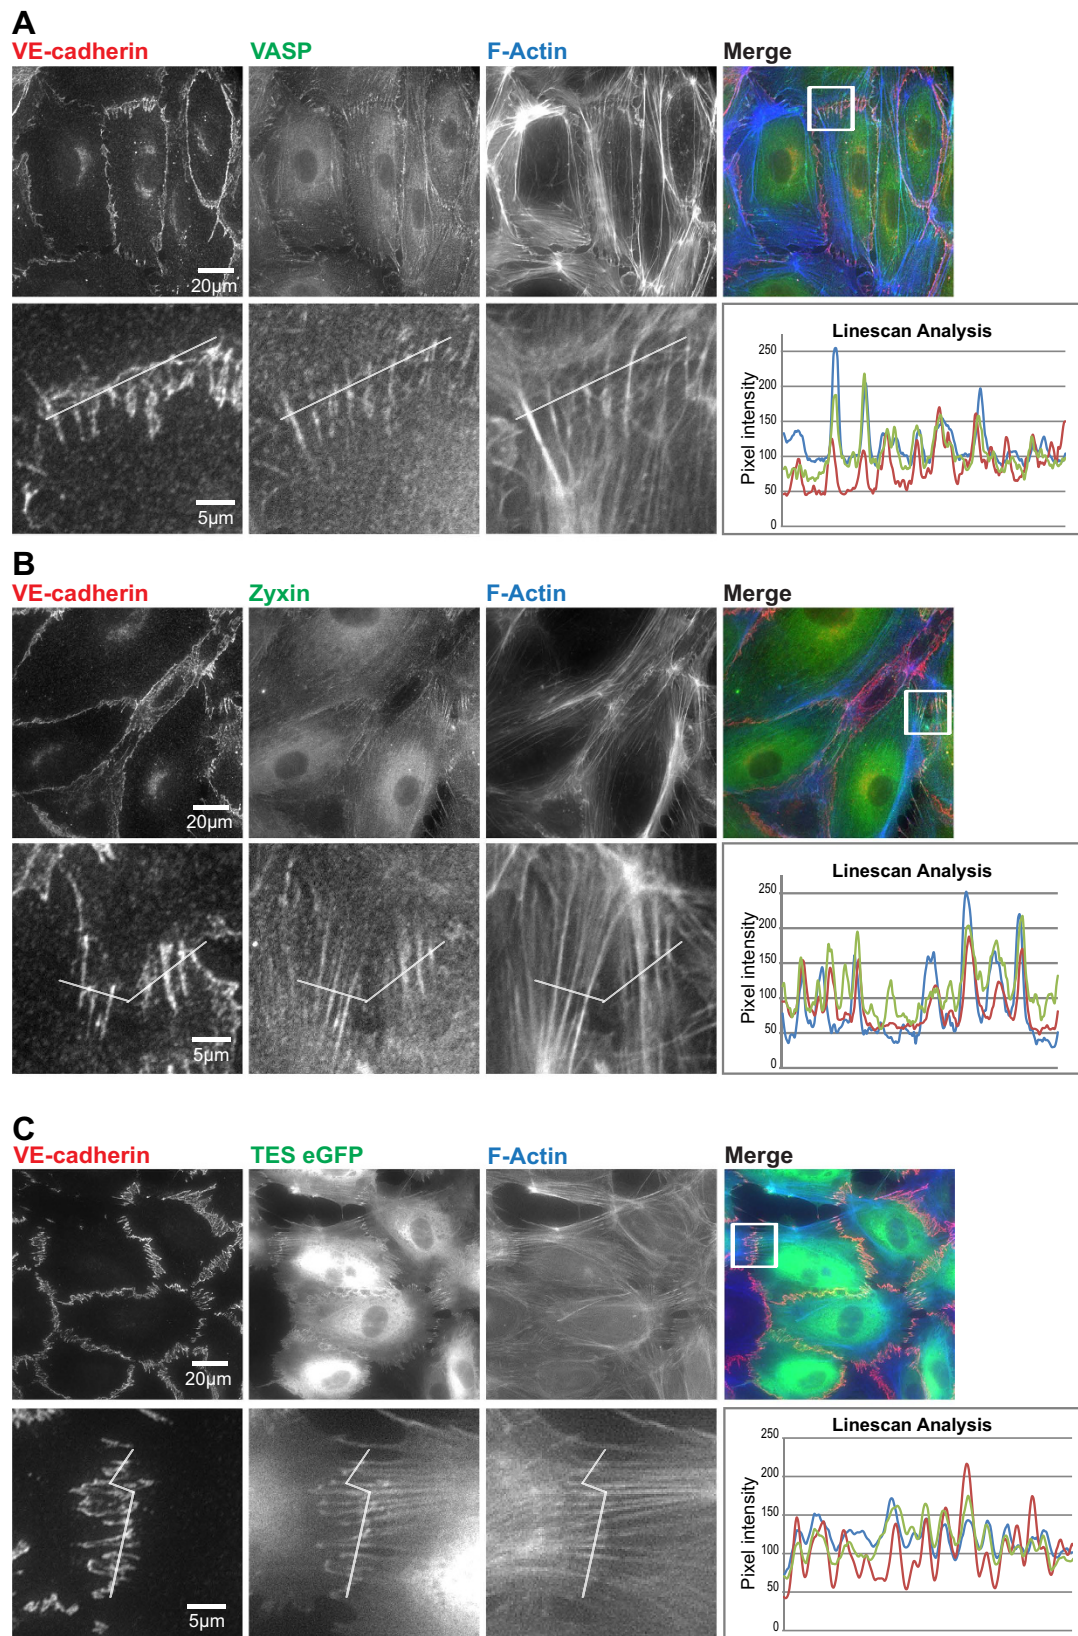 A
VE-cadherin VASP F-Actin Merge
20µm
5µm
Linescan Analysis
Pixel intensity
250
200
150
100
50
0
B
VE-cadherin Zyxin F-Actin Merge
20µm
5µm
Linescan Analysis
Pixel intensity
250
200
150
100
50
0
C
VE-cadherin TES eGFP F-Actin Merge
20µm
5µm
Linescan Analysis
Pixel intensity
250
200
150
100
50
0